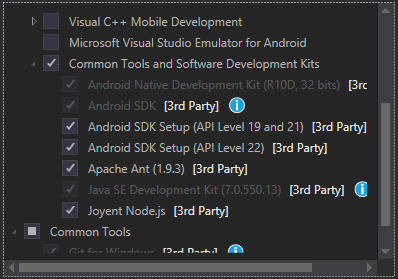 Visual C++ Mobile Development
Microsoft Visual Studio Emulator for Android
Common Tools and Software Development Kits
Android Native Development Kit (R10D, 32 bits) [3rd
Android SDK [3rd Party] i
Android SDK Setup (API Level 19 and 21) [3rd Party]
Android SDK Setup (API Level 22) [3rd Party]
Apache Ant (1.9.3) [3rd Party]
Java SE Development Kit (7.0.550.13) [3rd Party] i
Joyent Node.js [3rd Party]
Common Tools
Git for Windows [3rd Party] i